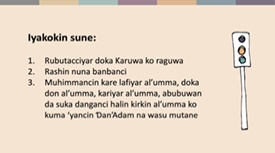 Iyakokin sune:
1. Rubutacciyar doka Karuwa ko raguwa
2. Rashin nuna banbanci
3. Muhimmancin kare lafiyar al'umma, doka
don al'umma, kariyar al'umma, abubuwan
da suka danganci halin kirkin al'umma ko
kuma 'yancin 'Dan'Adam na wasu mutane